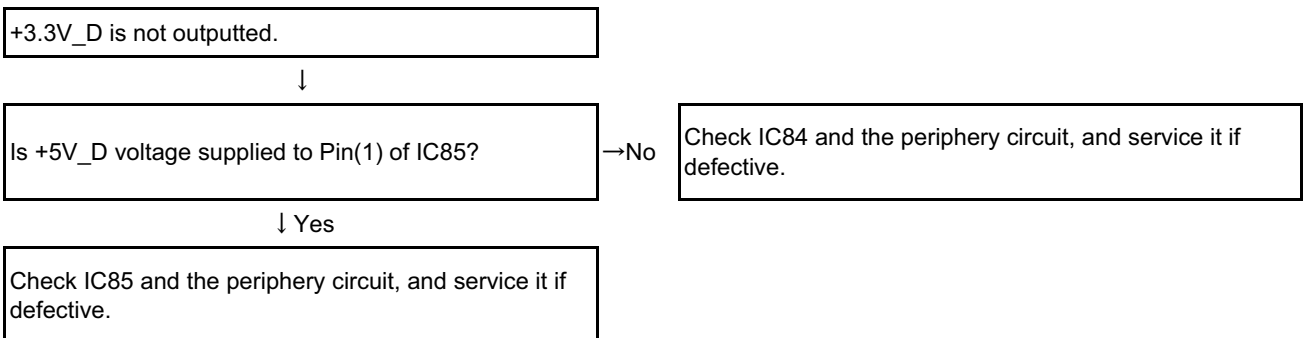 +3.3V_D is not outputted.
↓
Is +5V_D voltage supplied to Pin(1) of IC85?
→No
Check IC84 and the periphery circuit, and service it if
defective.
↓ Yes
Check IC85 and the periphery circuit, and service it if
defective.